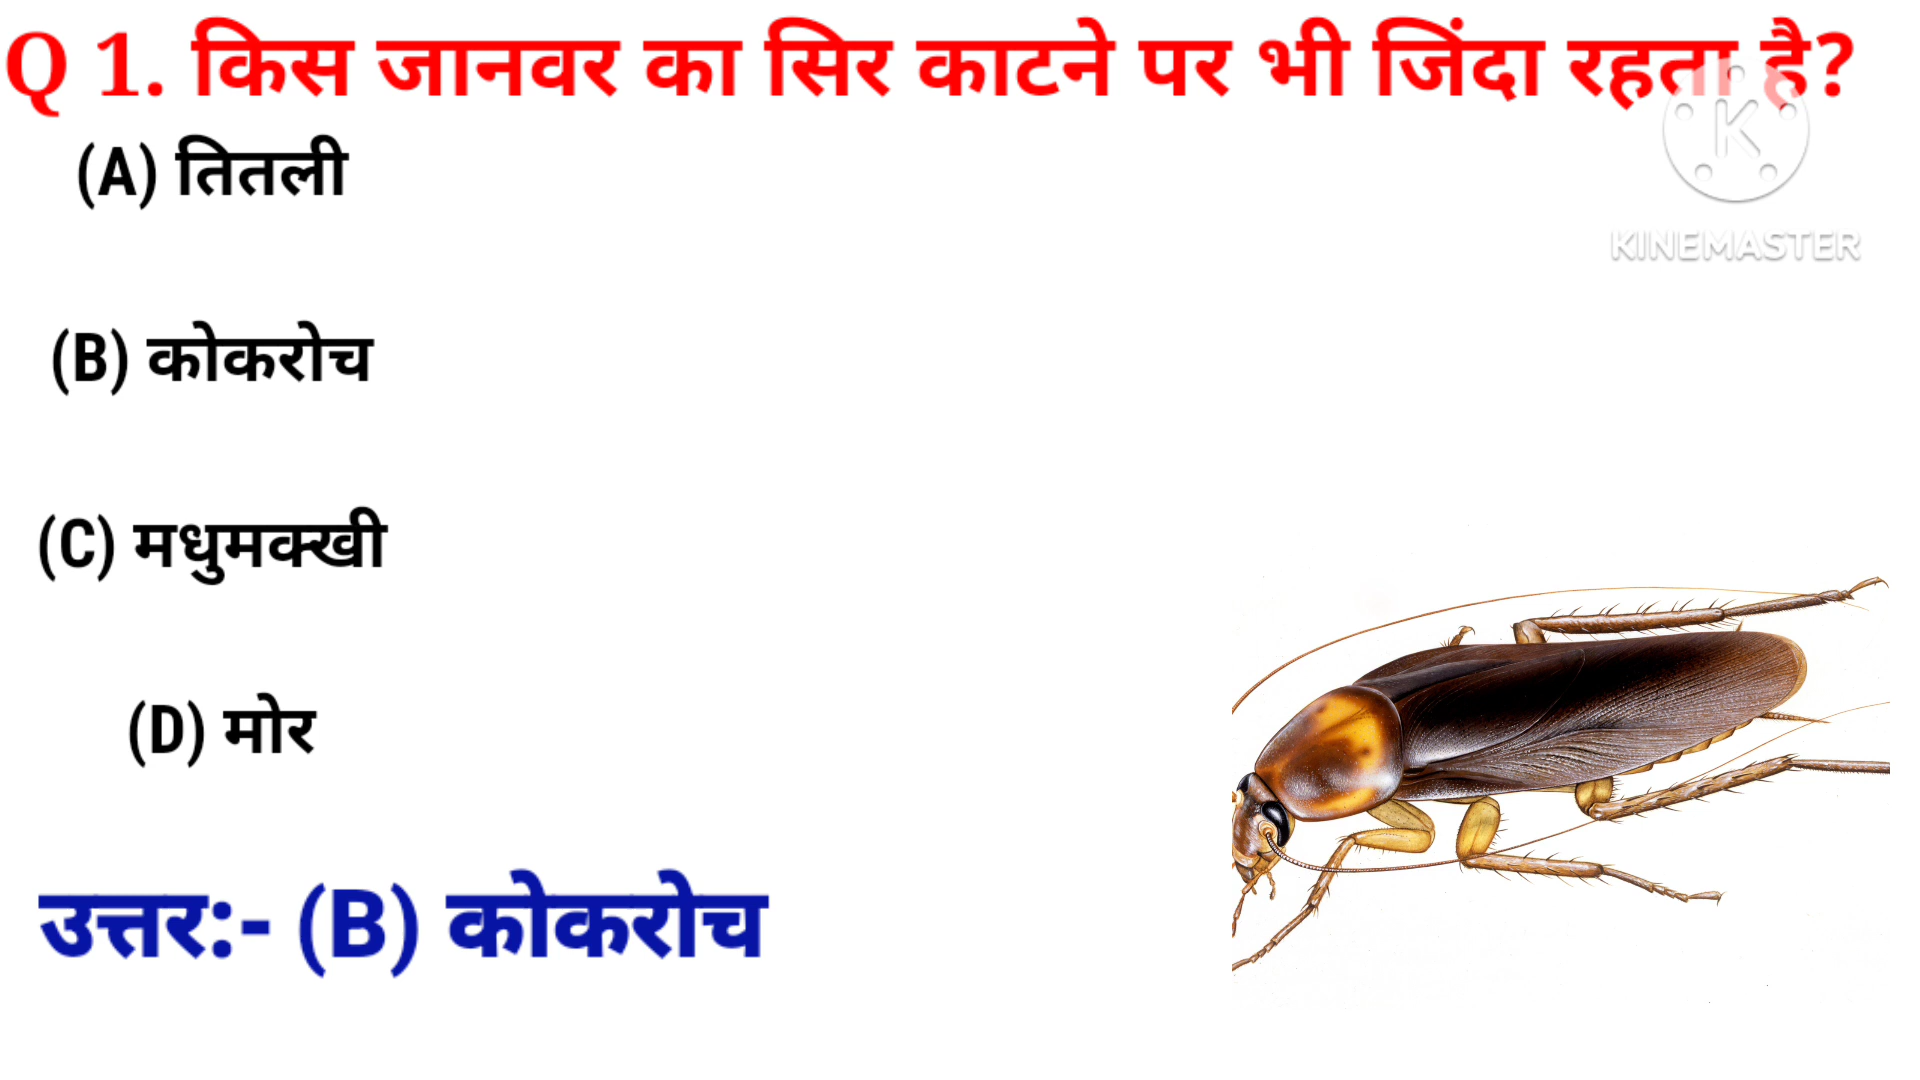 Q 1. किस जानवर का सिर काटने पर भी जिंदा रहता है?
(A) तितली
K
KINEMASTER
(B) कोकरोच
(C) मधुमक्खी
(D) मोर
उत्तर:- (B) कोकरोच